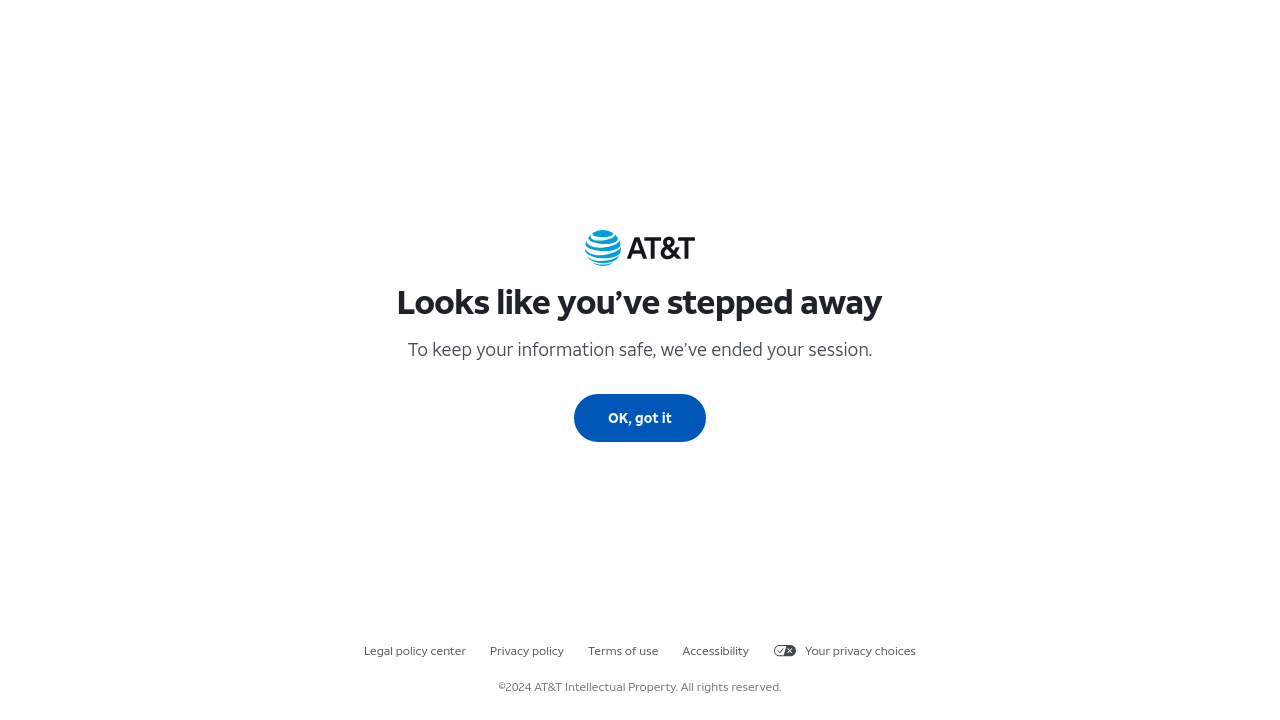 AT&T
Looks like you’ve stepped away
To keep your information safe, we’ve ended your session.
OK, got it
Legal policy center Privacy policy Terms of use Accessibility Your privacy choices
©2024 AT&T Intellectual Property. All rights reserved.